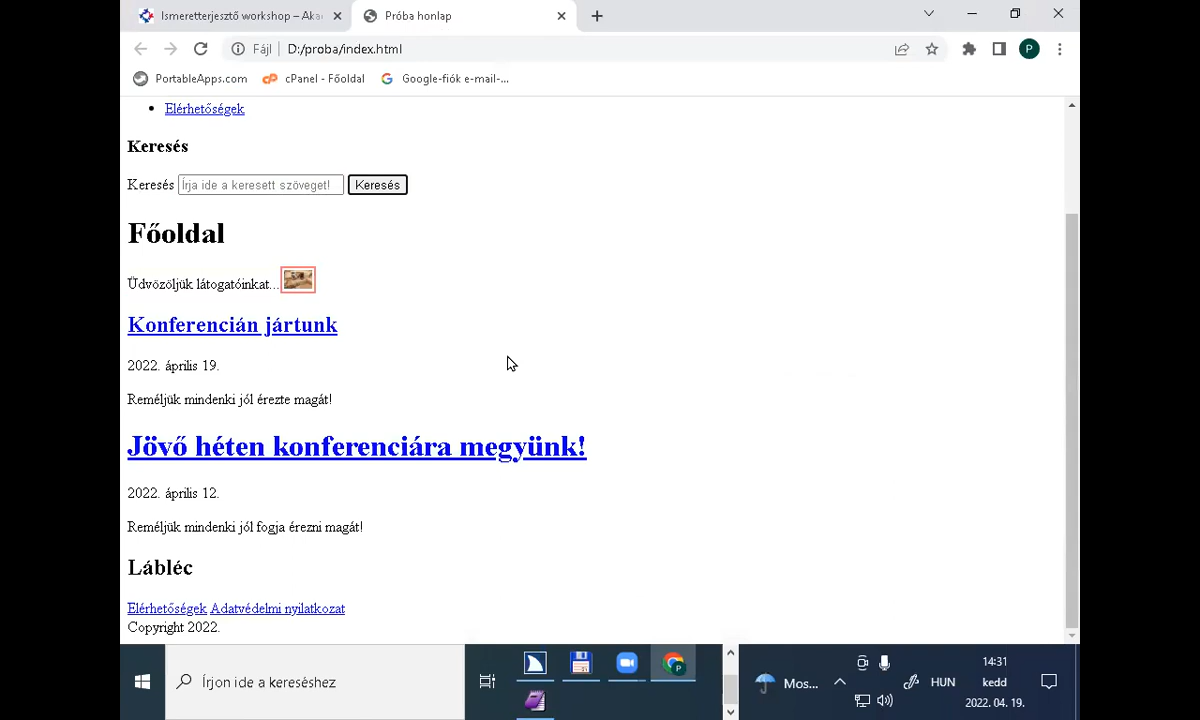 Ismeretterjesztő workshop – Aka
Próba honlap
Fájl
D:/proba/index.html
P
PortableApps.com
cPanel - Főoldal
Google-fiók e-mail-...
Elérhetőségek
Keresés
Keresés Írja ide a keresett szöveget! Keresés
Főoldal
Üdvözöljük látogatóinkat...
Konferencián jártunk
2022. április 19.
Reméljük mindenki jól érezte magát!
Jövő héten konferenciára megyünk!
2022. április 12.
Reméljük mindenki jól fogja érezni magát!
Lábléc
Elérhetőségek Adatvédelmi nyilatkozat
Copyright 2022.
Írjon ide a kereséshez
P
Mos...
HUN
14:31
kedd
2022. 04. 19.